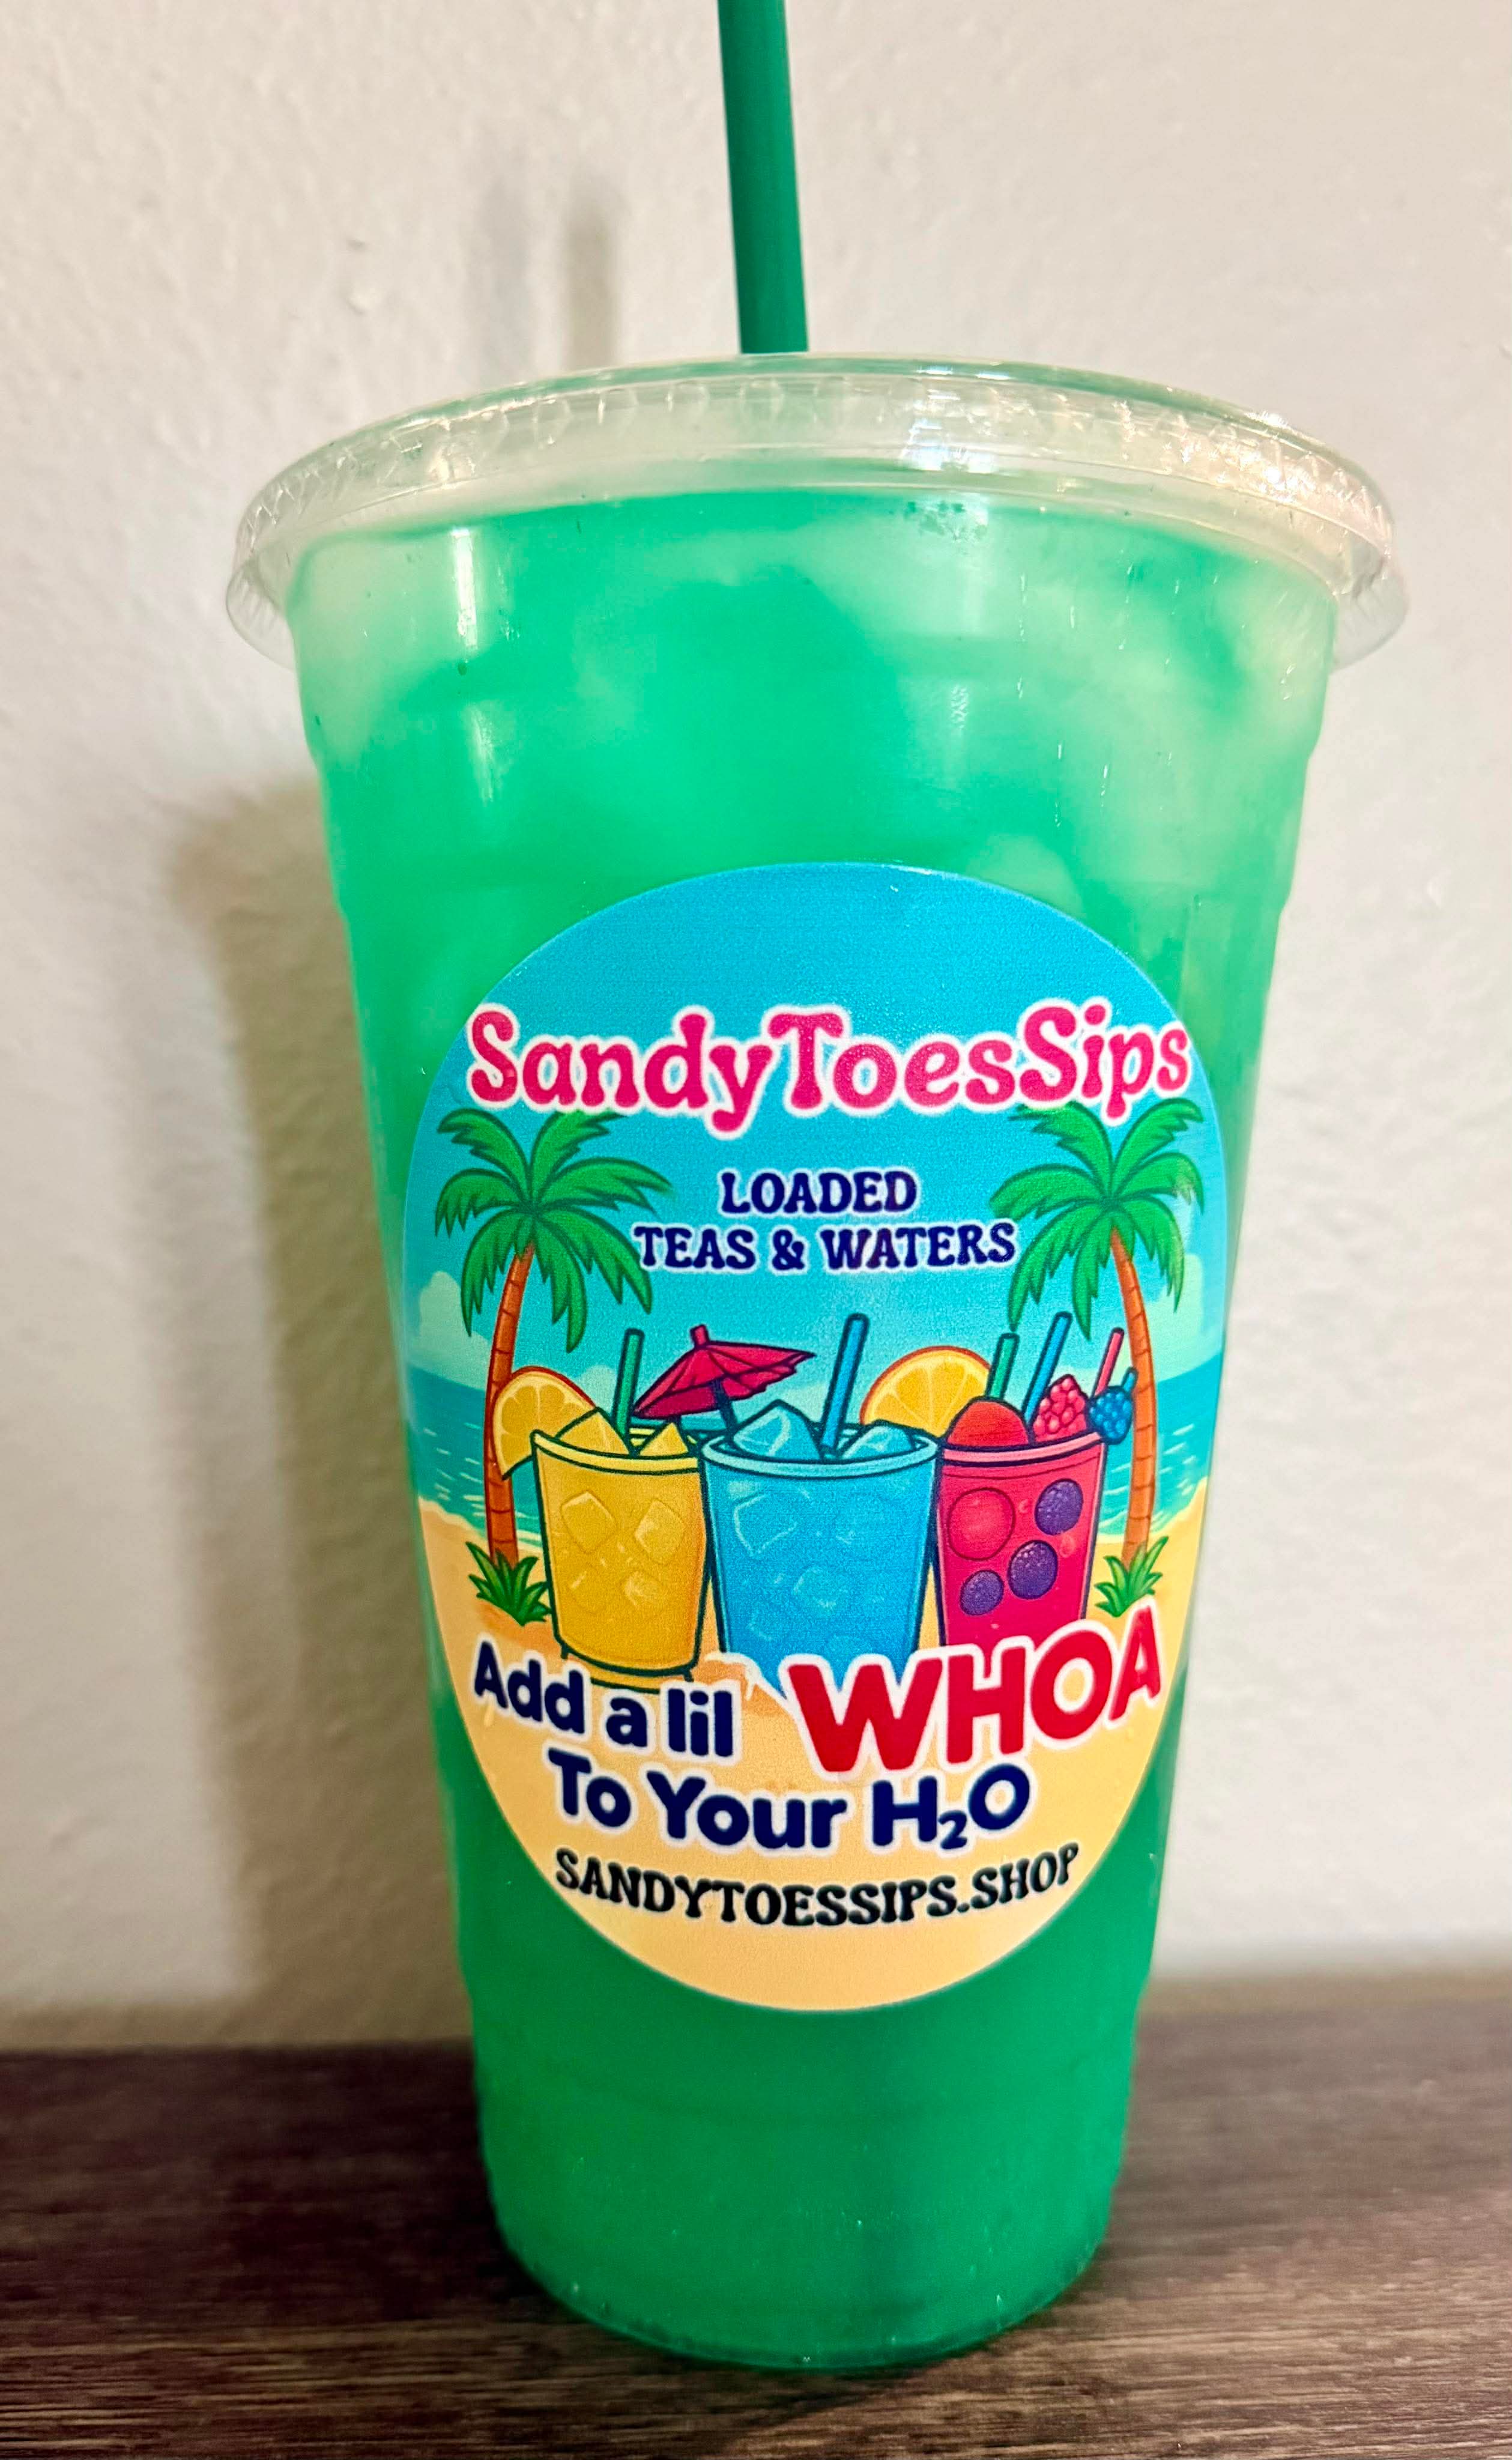 SandyToesSips
LOADED
TEAS & WATERS
Add a lil WHOA
To Your H₂O
SANDYTOESSIPS.SHOP